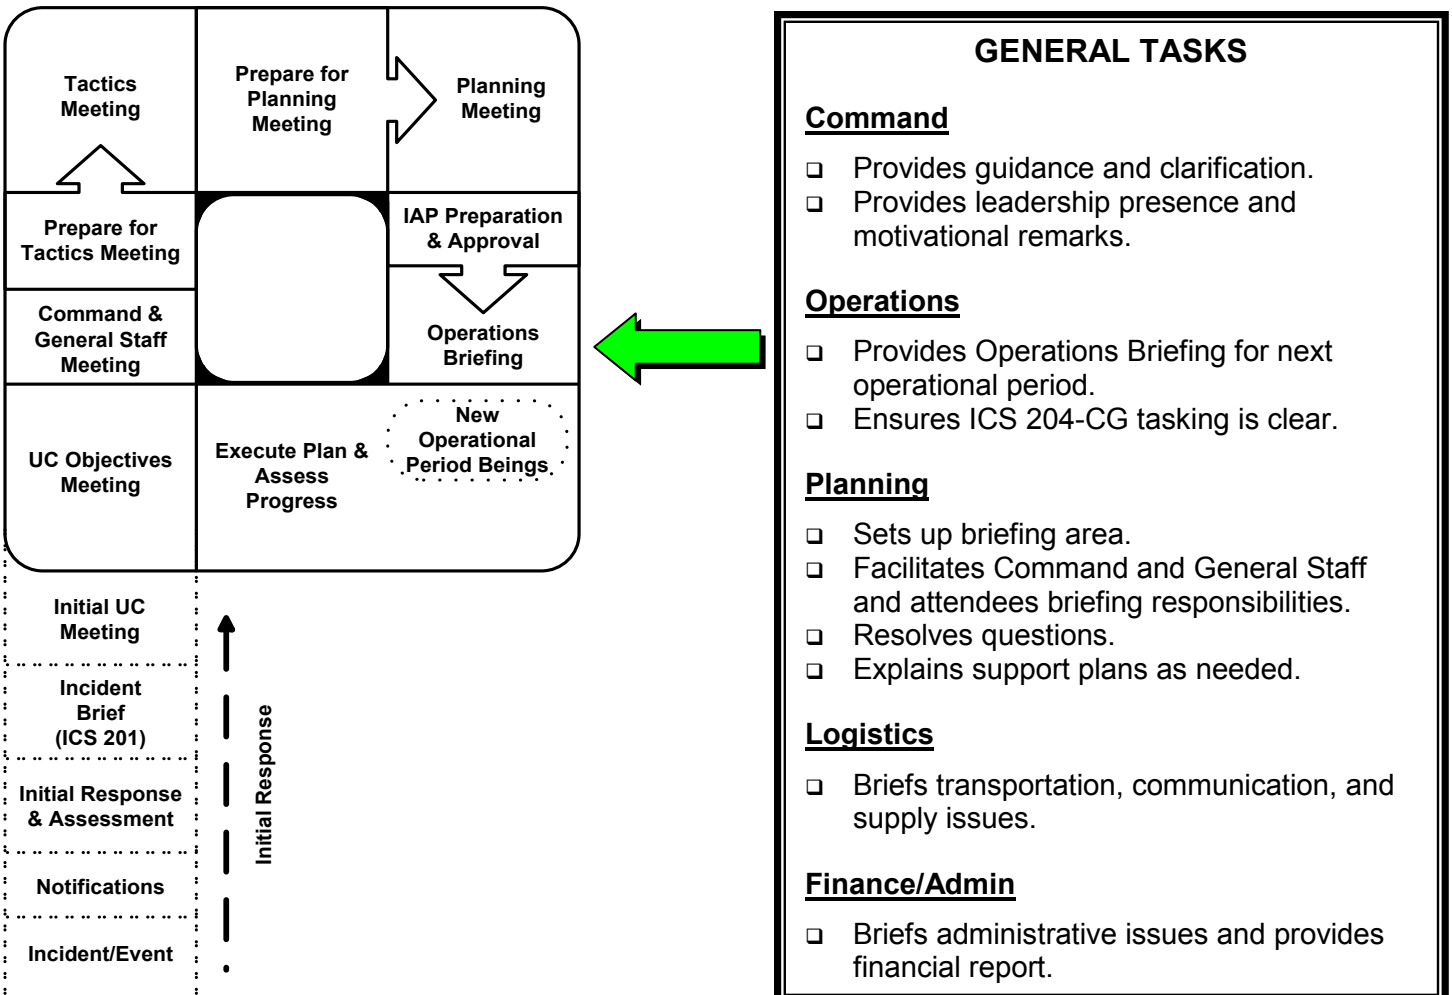 Tactics
Meeting
Prepare for
Planning
Meeting
Planning
Meeting
Prepare for
Tactics Meeting
IAP Preparation
& Approval
Command &
General Staff
Meeting
Operations
Briefing
UC Objectives
Meeting
Execute Plan &
Assess
Progress
New
Operational
Period Beings
Initial UC
Meeting
Incident
Brief
(ICS 201)
Initial Response
& Assessment
Notifications
Incident/Event
Initial Response
GENERAL TASKS
Command
❑ Provides guidance and clarification.
❑ Provides leadership presence and
motivational remarks.
Operations
❑ Provides Operations Briefing for next
operational period.
❑ Ensures ICS 204-CG tasking is clear.
Planning
❑ Sets up briefing area.
❑ Facilitates Command and General Staff
and attendees briefing responsibilities.
❑ Resolves questions.
❑ Explains support plans as needed.
Logistics
❑ Briefs transportation, communication, and
supply issues.
Finance/Admin
❑ Briefs administrative issues and provides
financial report.